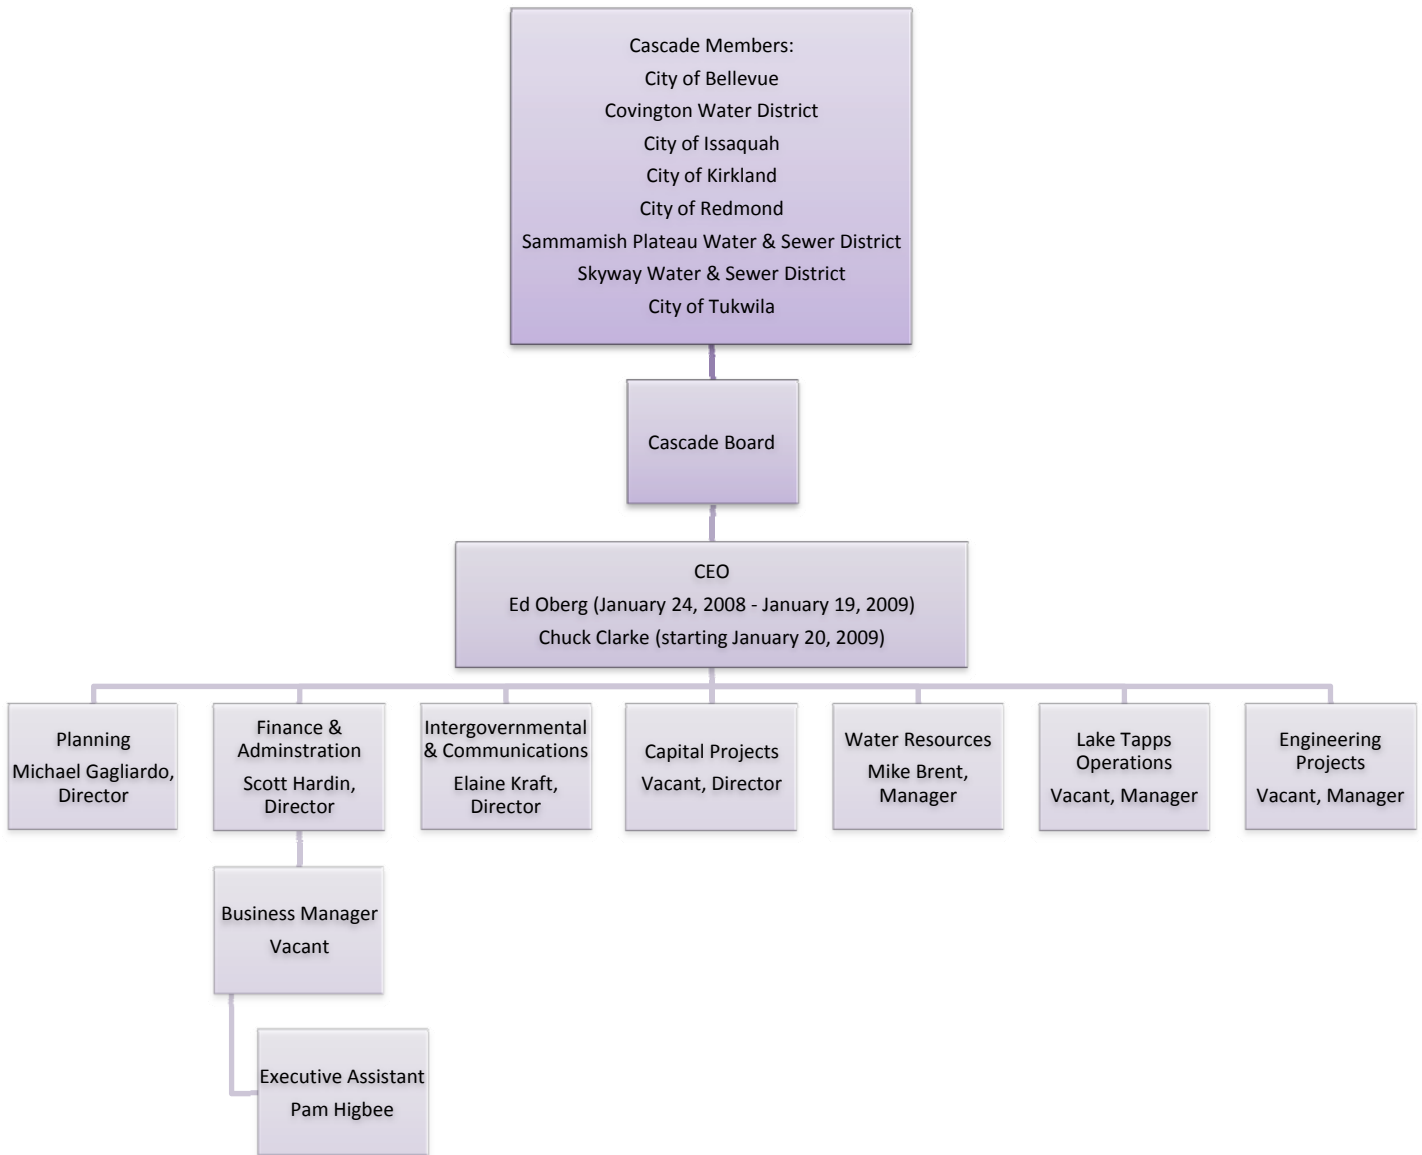 Cascade Members:
City of Bellevue
Covington Water District
City of Issaquah
City of Kirkland
City of Redmond
Sammamish Plateau Water & Sewer District
Skyway Water & Sewer District
City of Tukwila
Cascade Board
CEO
Ed Oberg (January 24, 2008 - January 19, 2009)
Chuck Clarke (starting January 20, 2009)
Planning
Michael Gagliardo,
Director
Finance &
Adminstration
Scott Hardin,
Director
Intergovernmental
& Communications
Elaine Kraft,
Director
Capital Projects
Vacant, Director
Water Resources
Mike Brent,
Manager
Lake Tapps
Operations
Vacant, Manager
Engineering
Projects
Vacant, Manager
Business Manager
Vacant
Executive Assistant
Pam Higbee